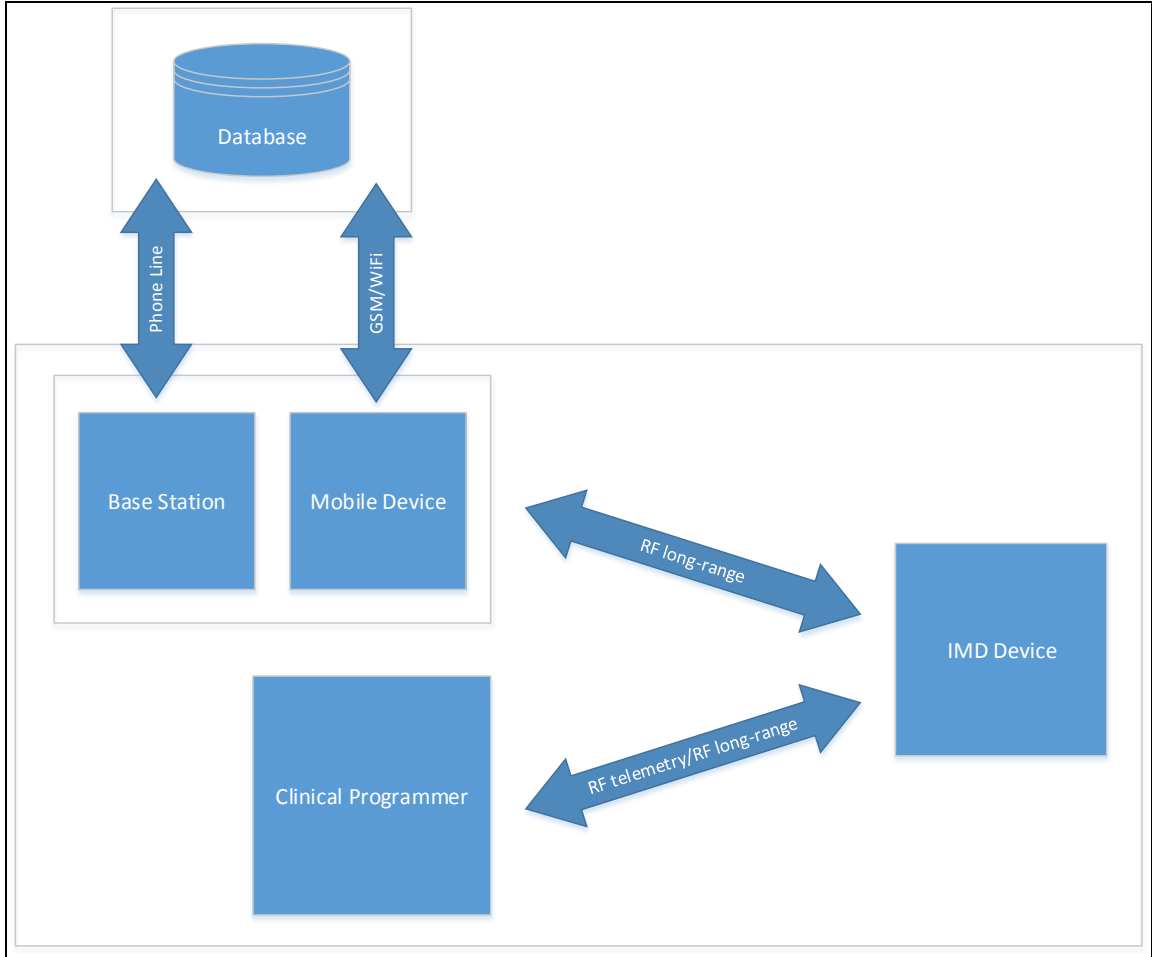 Database
Phone Line
GSM/WiFi
Base Station
Mobile Device
RF long-range
IMD Device
RF telemetry/RF long-range
Clinical Programmer